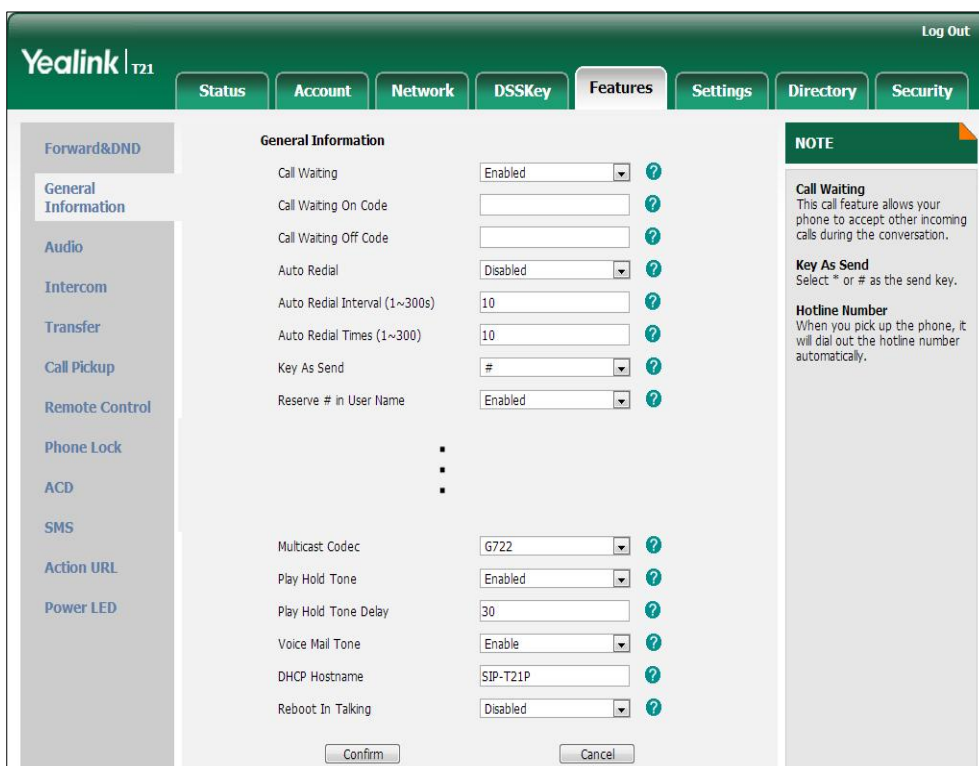 Log Out
Yealink T21
Status Account Network DSSKey Features Settings Directory Security
Forward&DND
General
Information
Audio
Intercom
Transfer
Call Pickup
Remote Control
Phone Lock
ACD
SMS
Action URL
Power LED
General Information
Call Waiting Enabled ?
Call Waiting On Code ?
Call Waiting Off Code ?
Auto Redial Disabled ?
Auto Redial Interval (1~300s) 10 ?
Auto Redial Times (1~300) 10 ?
Key As Send # ?
Reserve # in User Name Enabled ?
Multicast Codec G722 ?
Play Hold Tone Enabled ?
Play Hold Tone Delay 30 ?
Voice Mail Tone Enable ?
DHCP Hostname SIP-T21P ?
Reboot In Talking Disabled ?
Confirm Cancel
NOTE
Call Waiting
This call feature allows your
phone to accept other incoming
calls during the conversation.
Key As Send
Select * or # as the send key.
Hotline Number
When you pick up the phone, it
will dial out the hotline number
automatically.